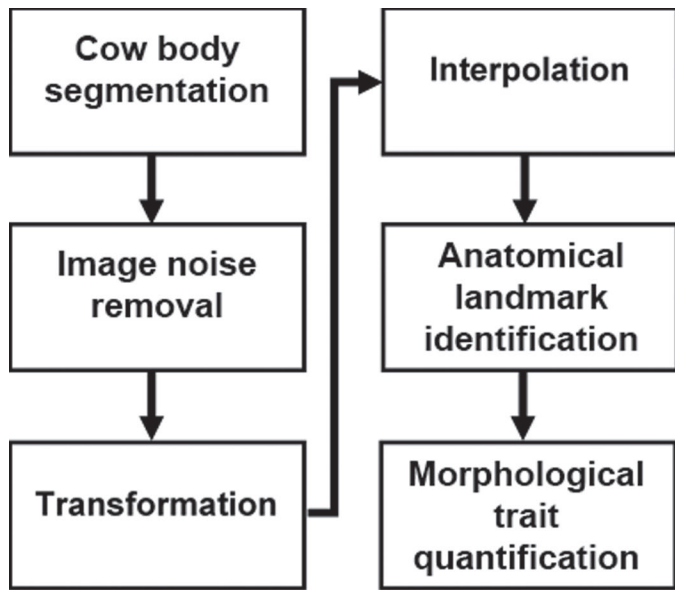 Cow body
segmentation
Image noise
removal
Transformation
Interpolation
Anatomical
landmark
identification
Morphological
trait
quantification